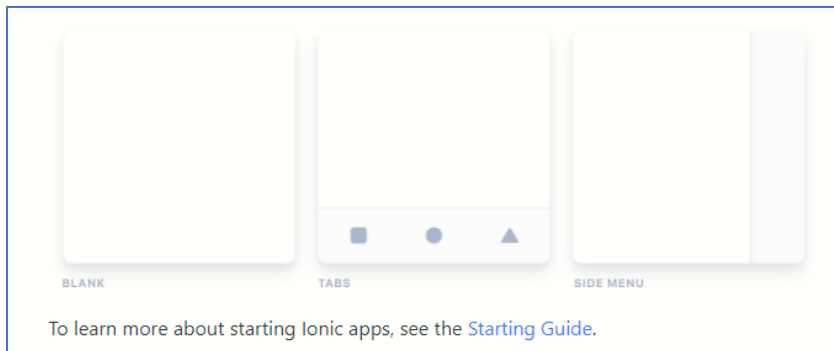 BLANK
TABS
SIDE MENU
To learn more about starting Ionic apps, see the Starting Guide.